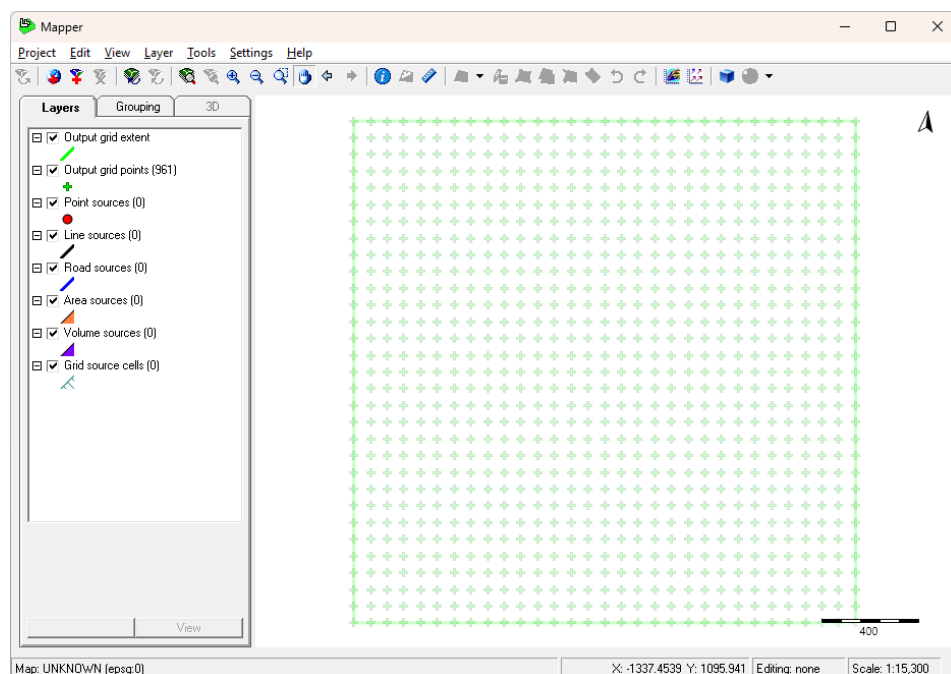 Mapper
Project Edit View Layer Tools Settings Help
Layers Grouping 3D
Output grid extent
Output grid points (961)
Point sources (0)
Line sources (0)
Road sources (0)
Area sources (0)
Volume sources (0)
Grid source cells (0)
View
400
Map: UNKNOWN (epsg:0) X: -1337.4539 Y: 1095.941 Editing: none Scale: 1:15,300